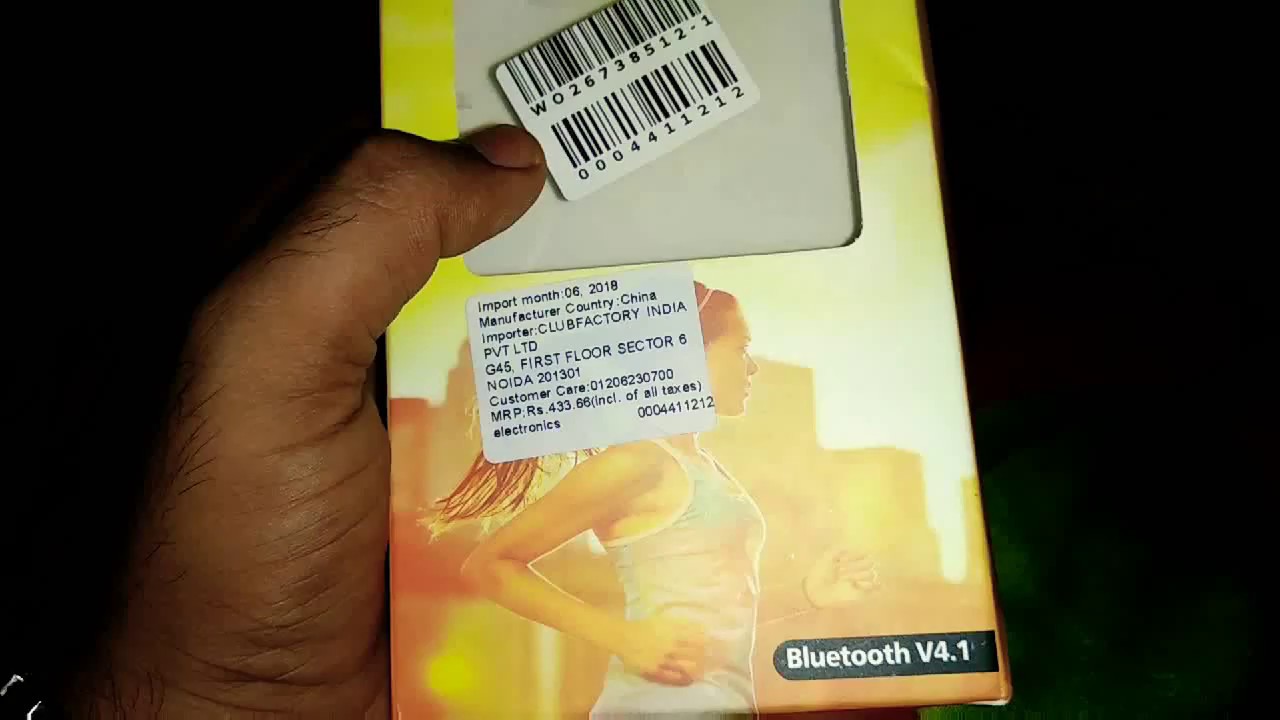 WO26738512-1
0004411212
Import month:06, 2018
Manufacturer Country:China
Importer:CLUBFACTORY INDIA
PVT LTD
G45, FIRST FLOOR SECTOR 6
NOIDA 201301
Customer Care:01206230700
MRP;Rs.433.66(Incl. of all taxes)
0004411212
electronics
Bluetooth V4.1